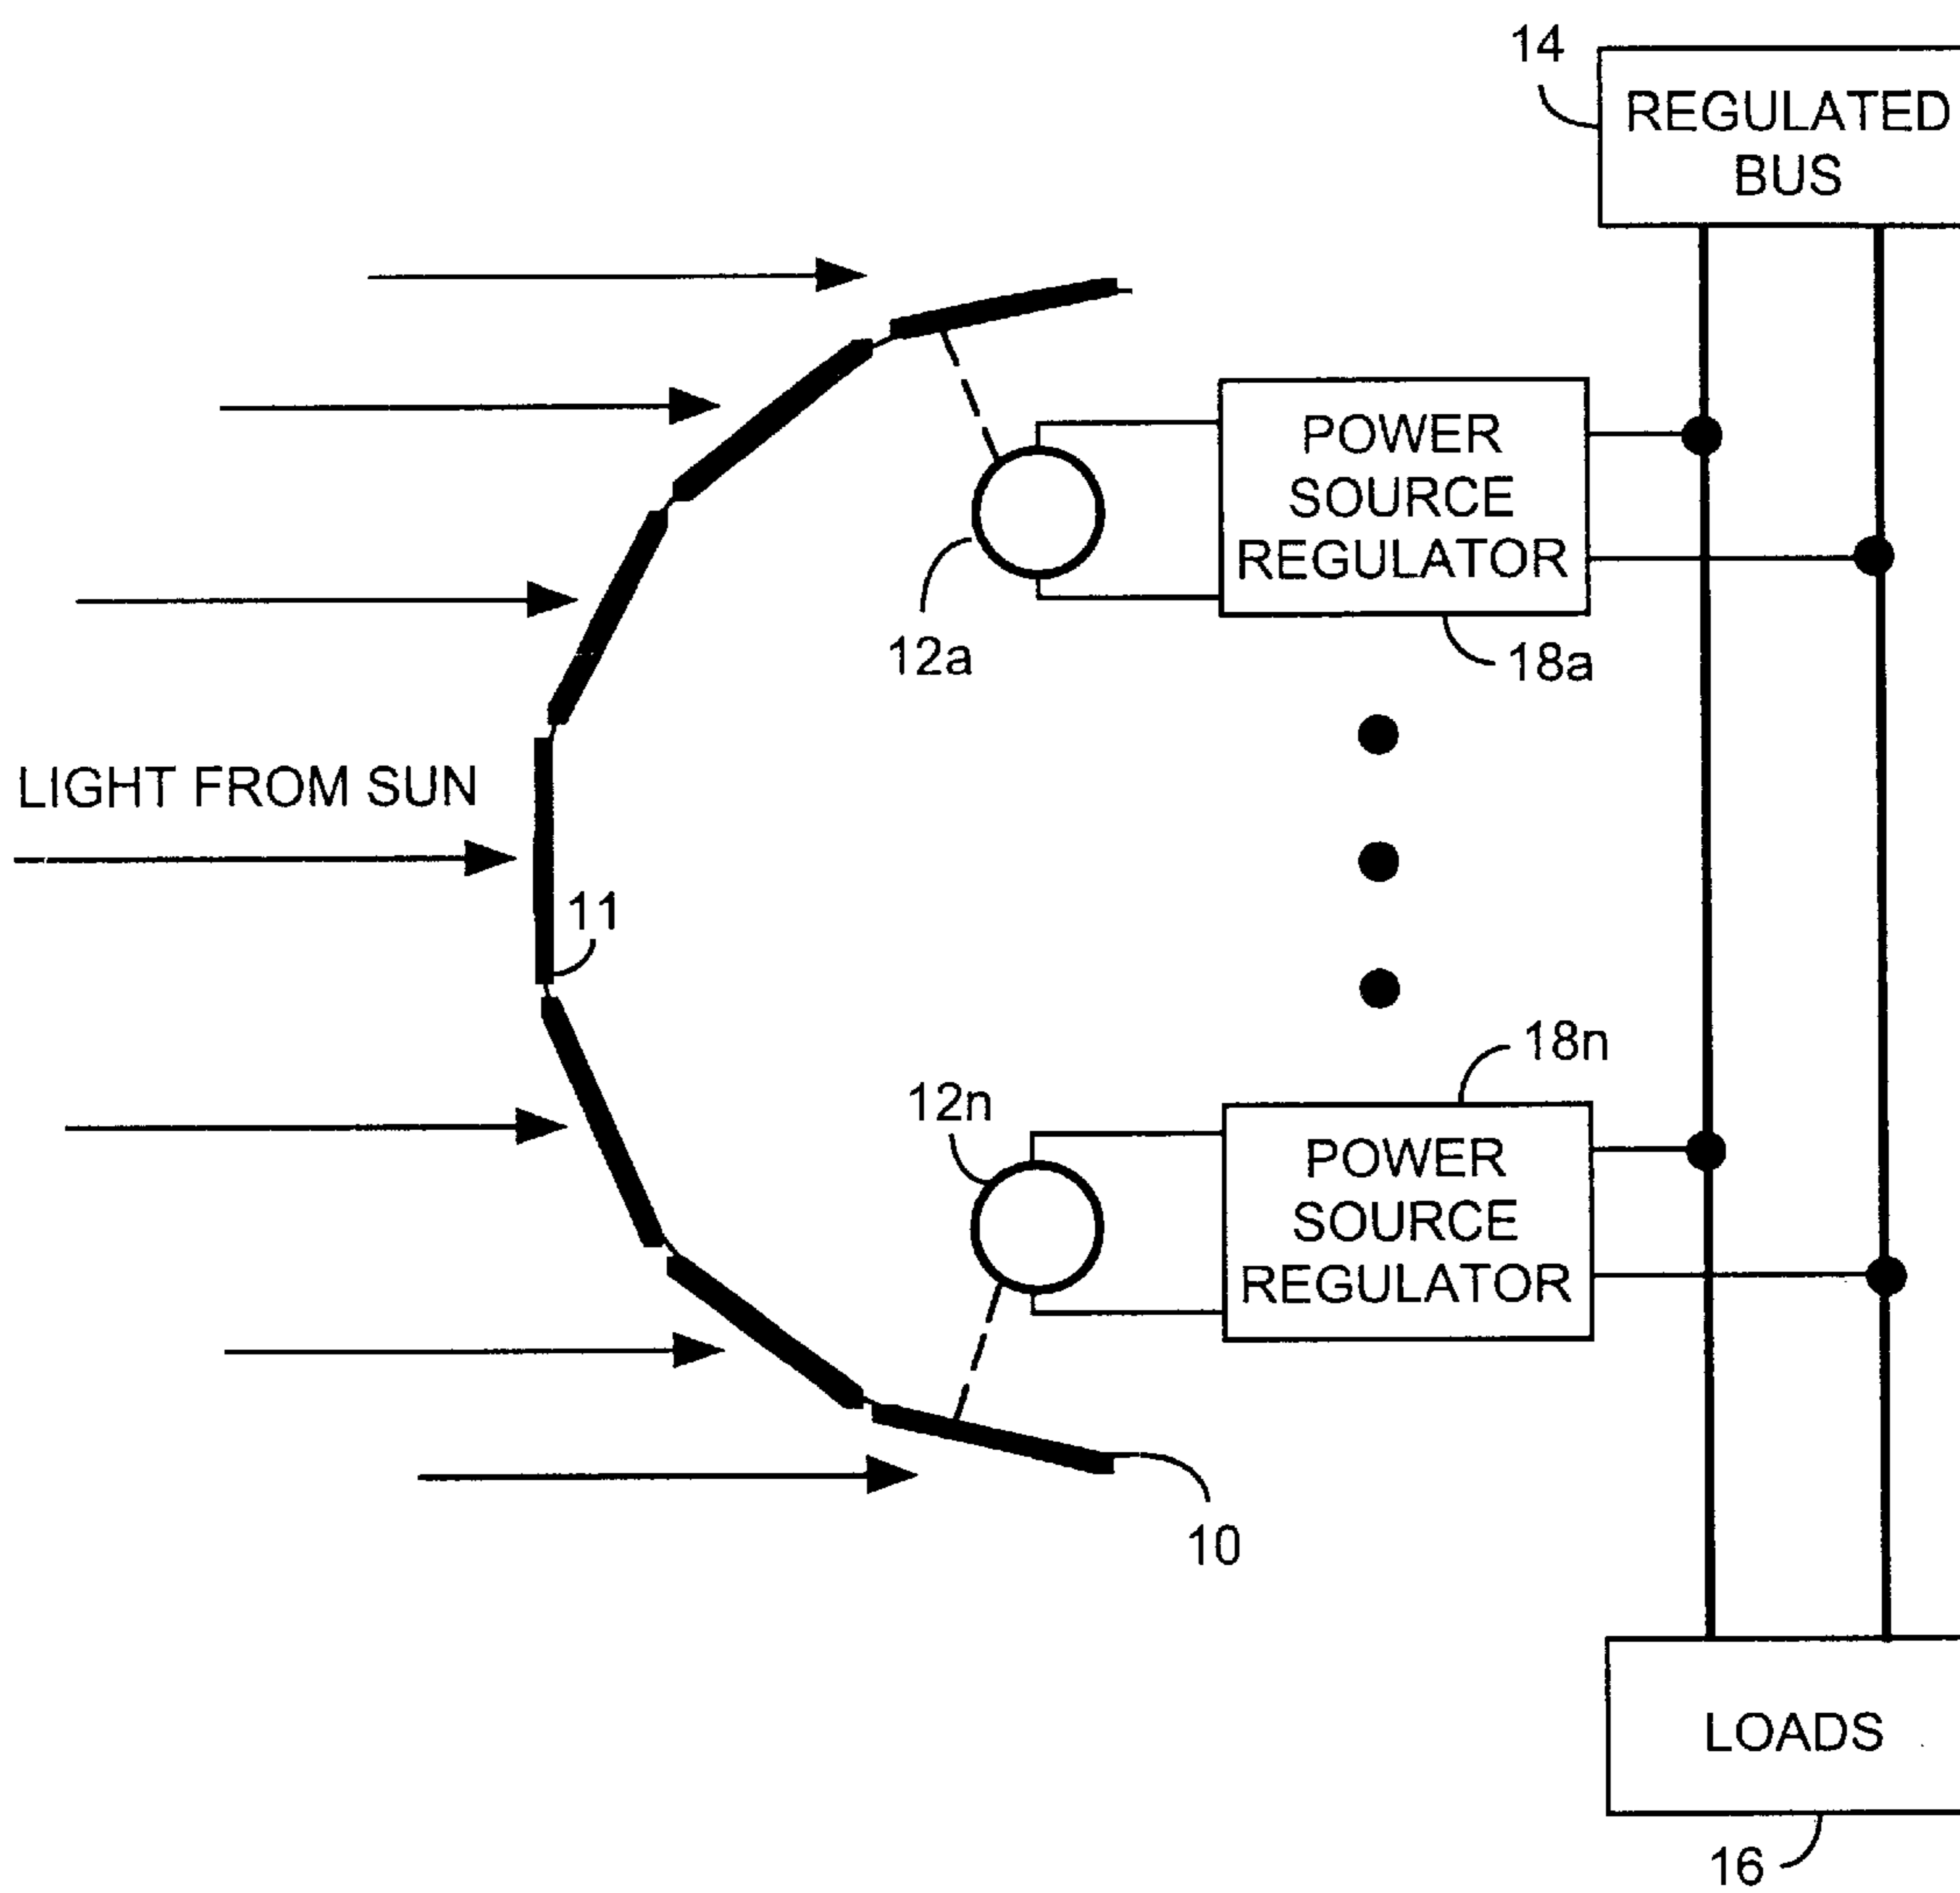 14
REGULATED
BUS
POWER
SOURCE
REGULATOR
12a
18a
LIGHT FROM SUN
11
18n
12n
POWER
SOURCE
REGULATOR
10
LOADS
16